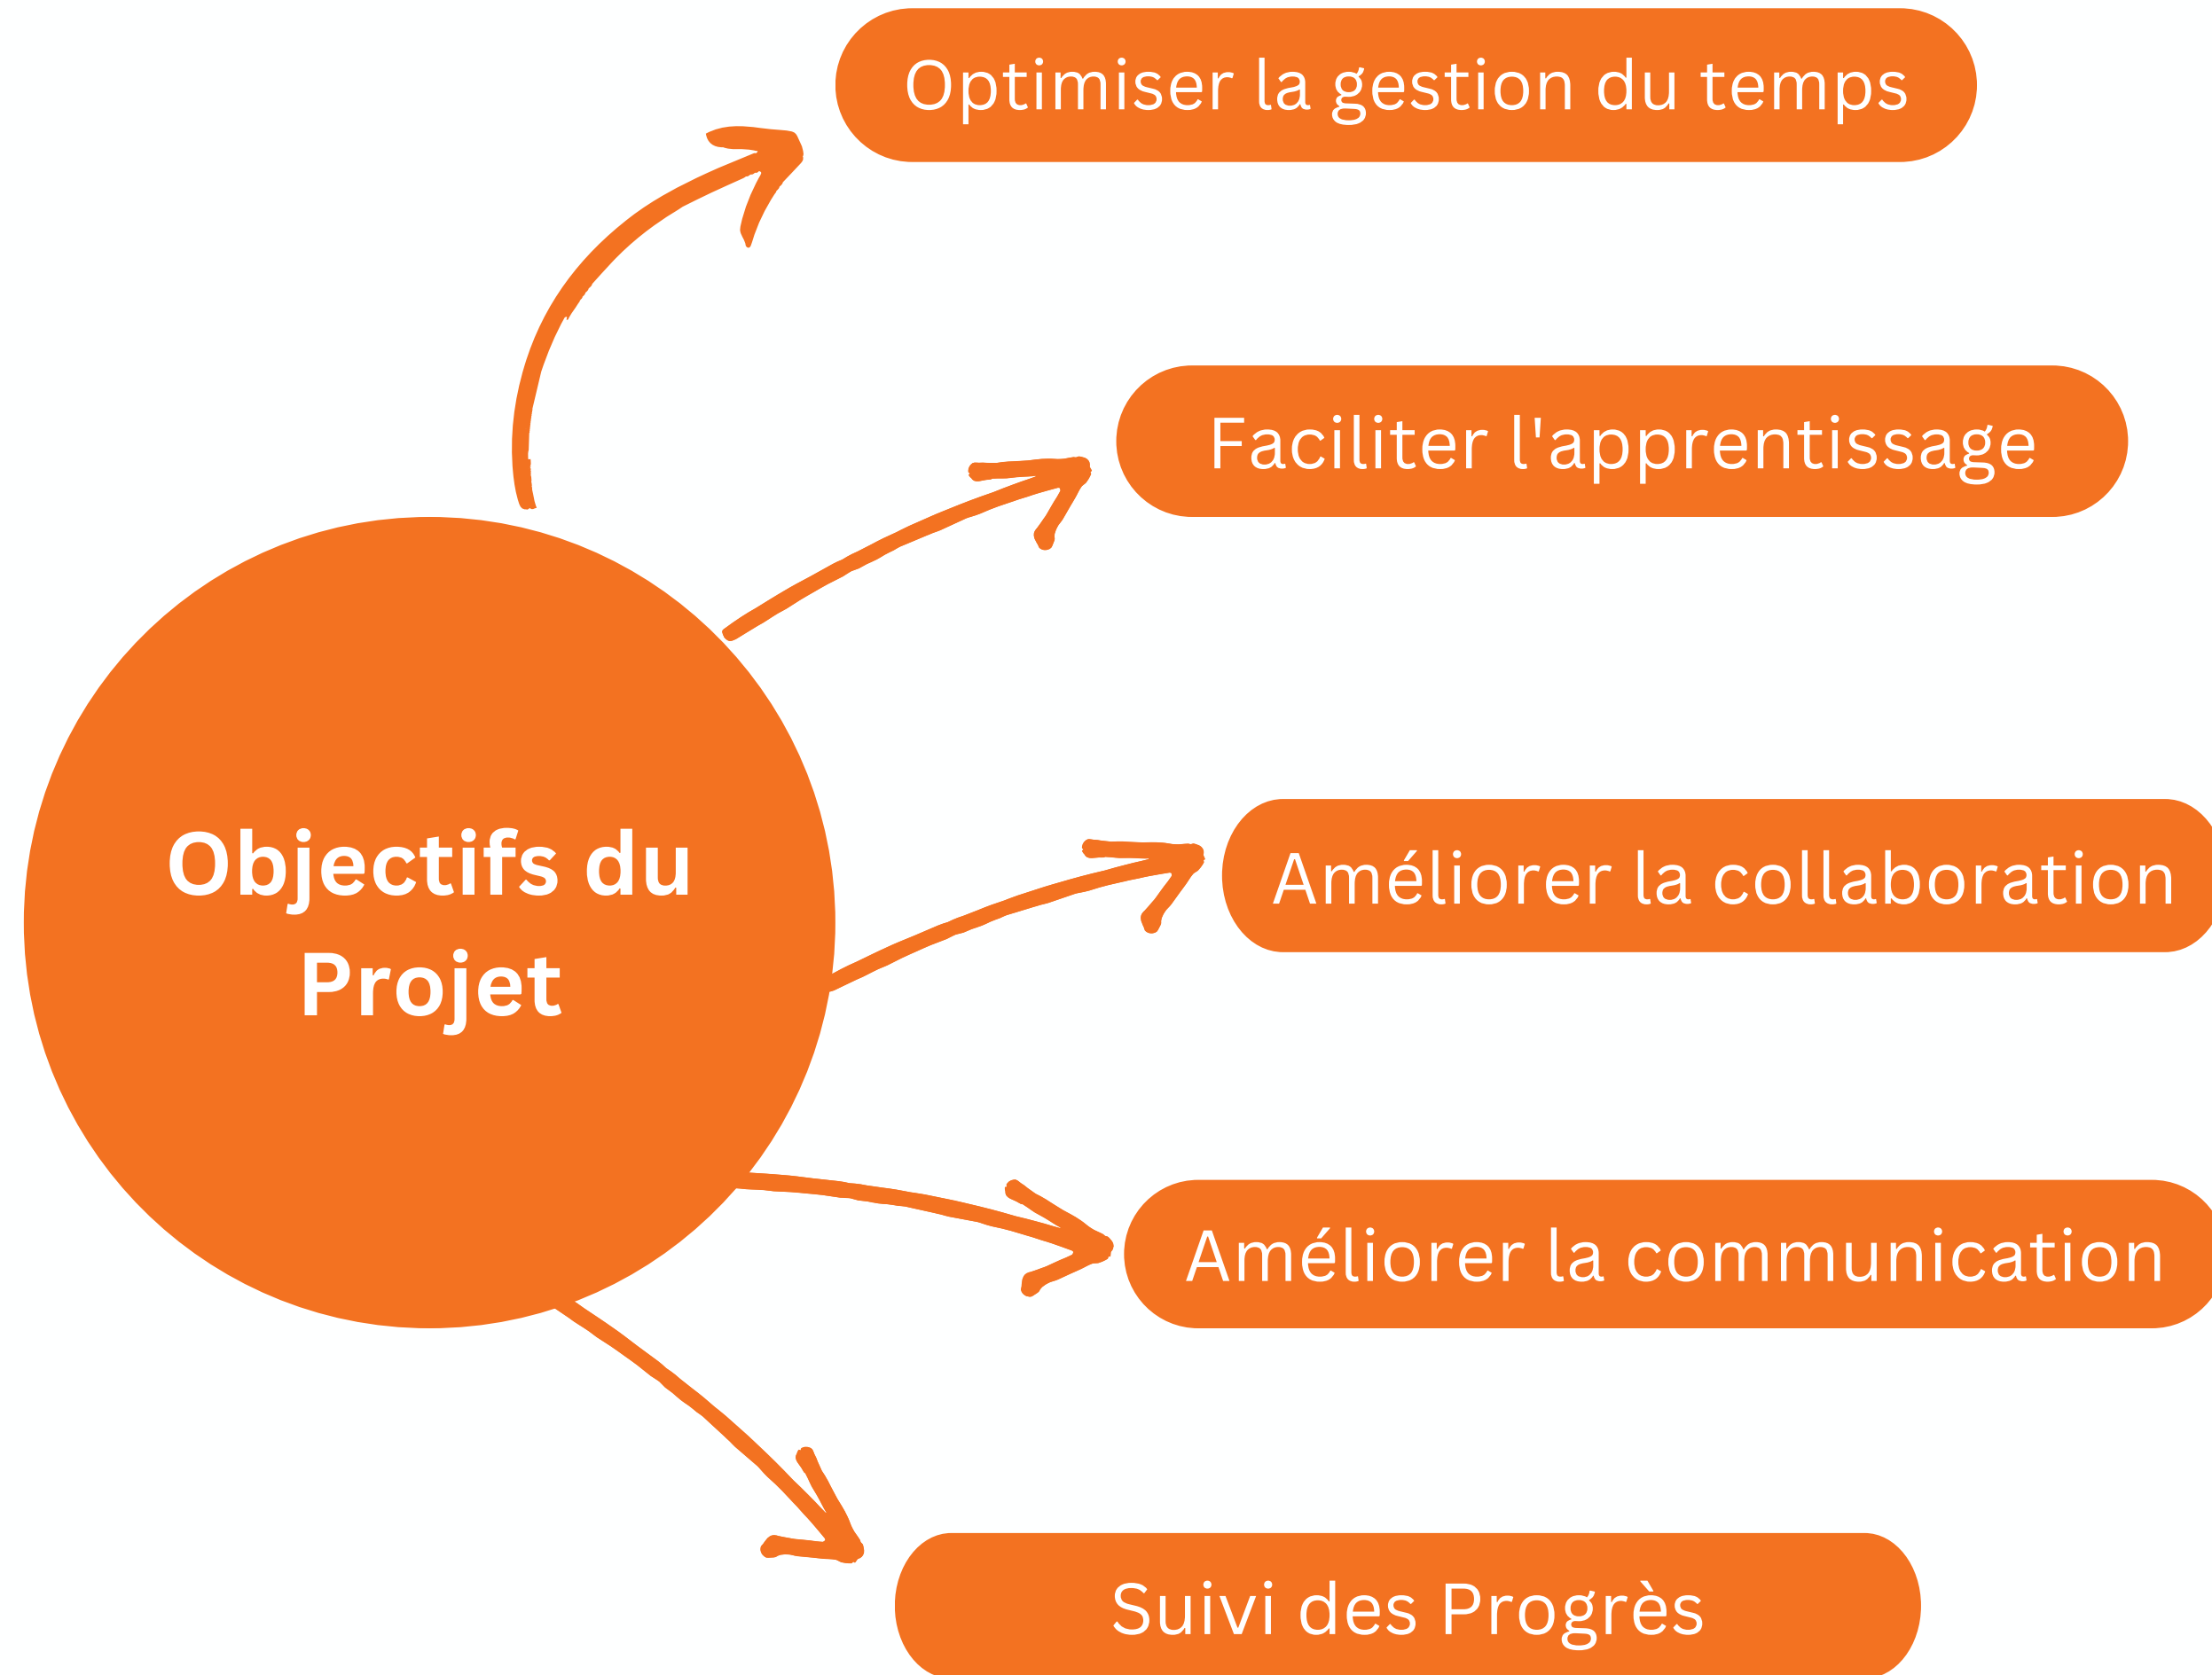 Optimiser la gestion du temps
Faciliter l'apprentissage
Objectifs du
Projet
Améliorer la collaboration
Améliorer la communication
Suivi des Progrès